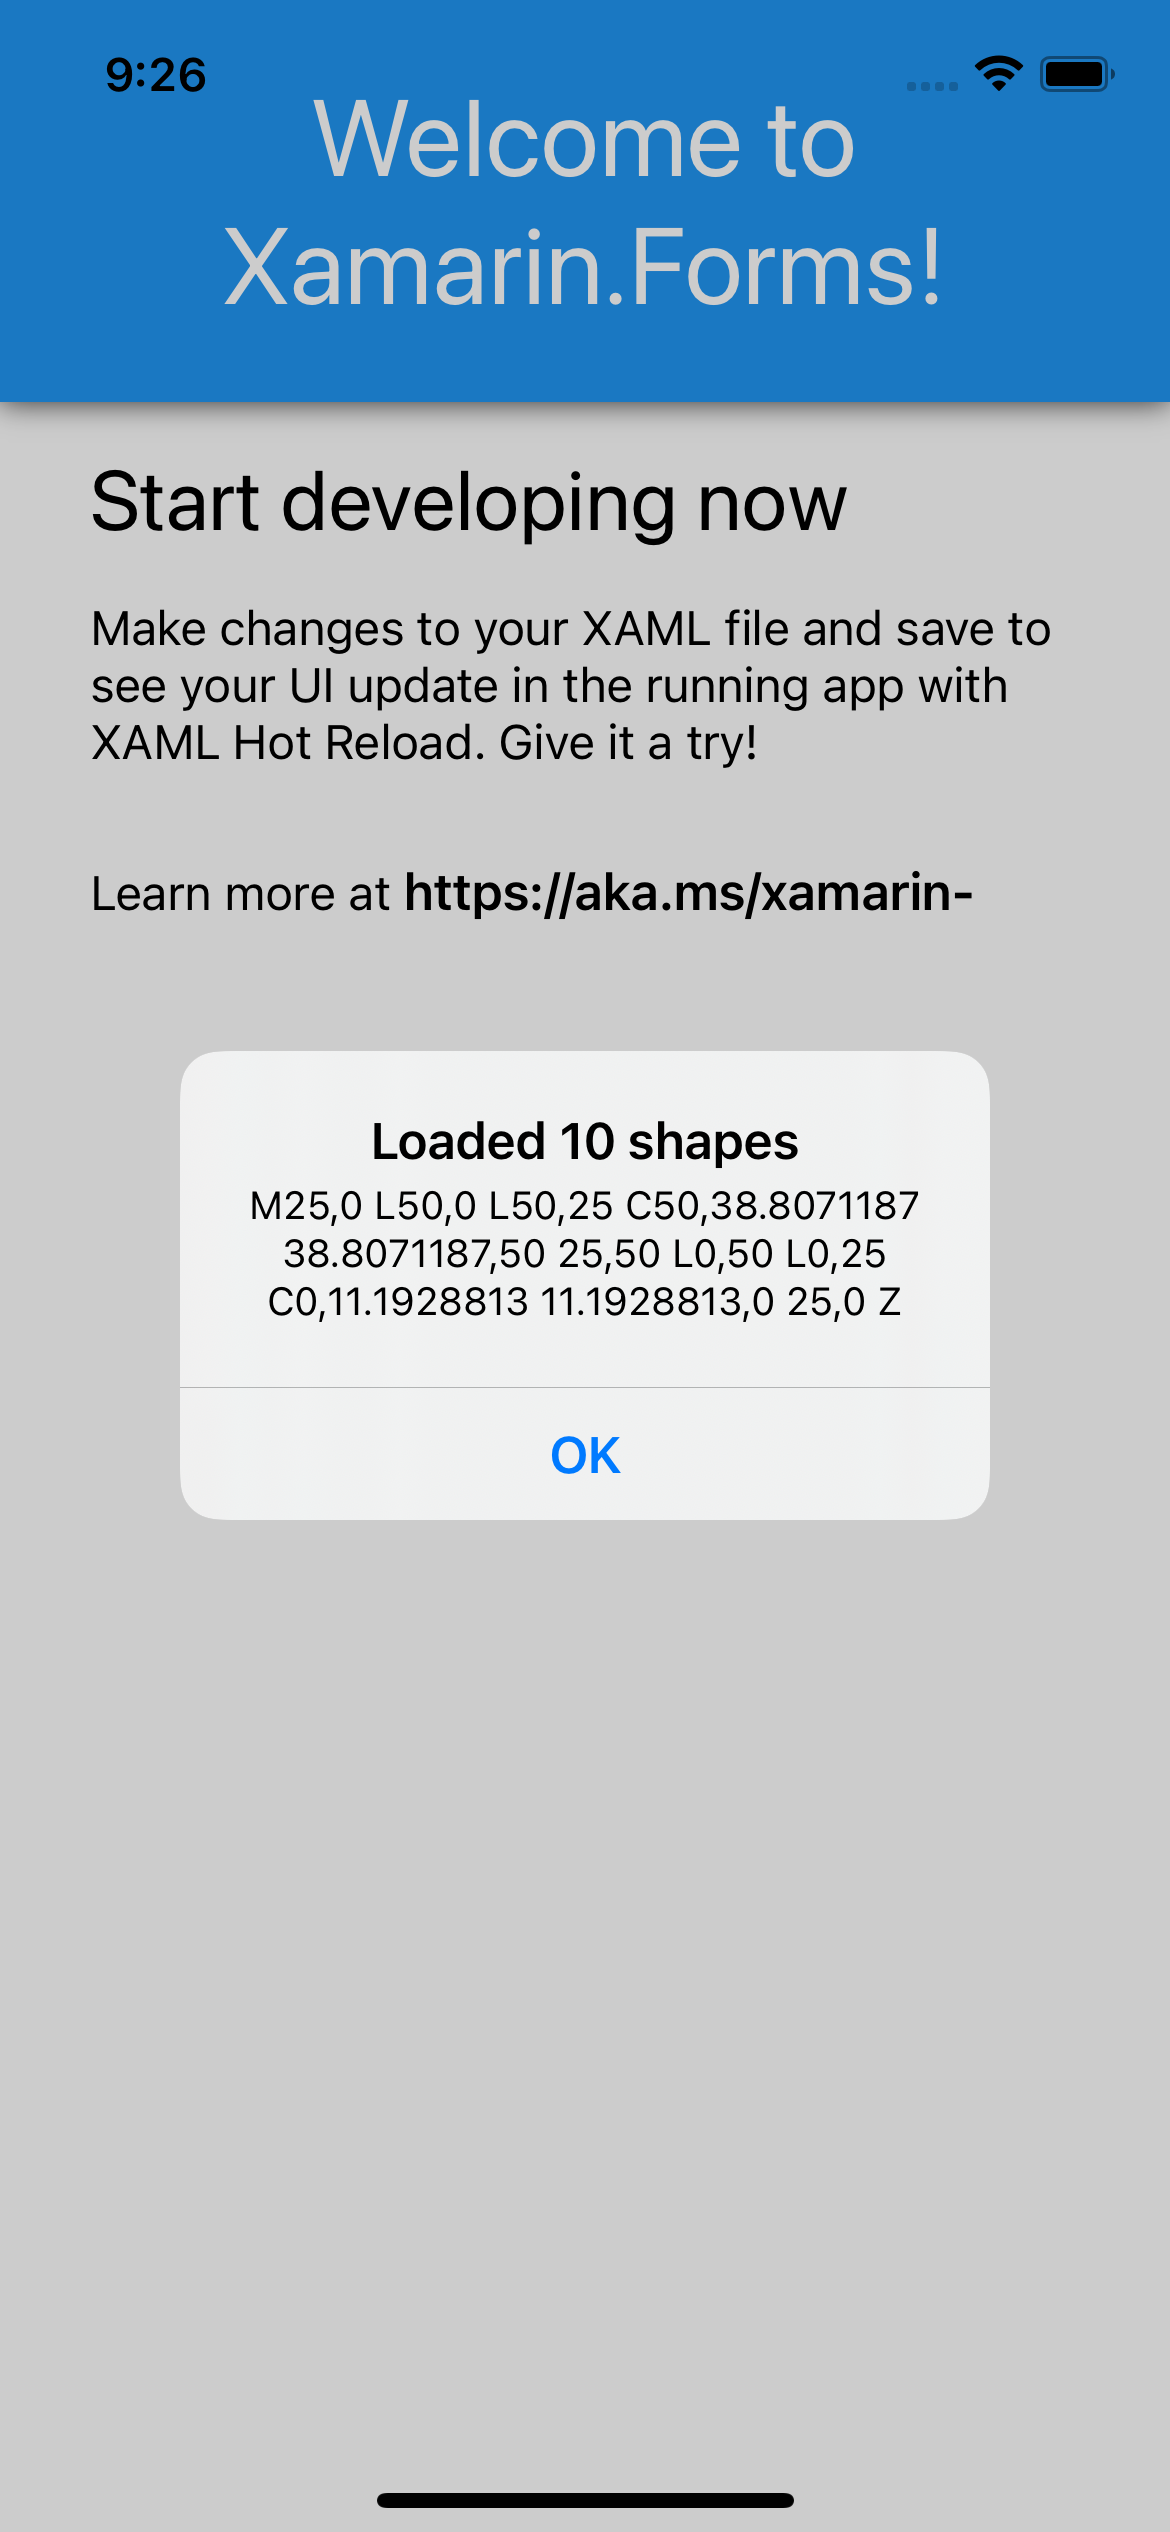 9:26
Welcome to
Xamarin.Forms!
Start developing now
Make changes to your XAML file and save to
see your UI update in the running app with
XAML Hot Reload. Give it a try!
Learn more at https://aka.ms/xamarin-
Loaded 10 shapes
M25,0 L50,0 L50,25 C50,38.8071187
38.8071187,50 25,50 L0,50 L0,25
C0,11.1928813 11.1928813,0 25,0 Z
OK